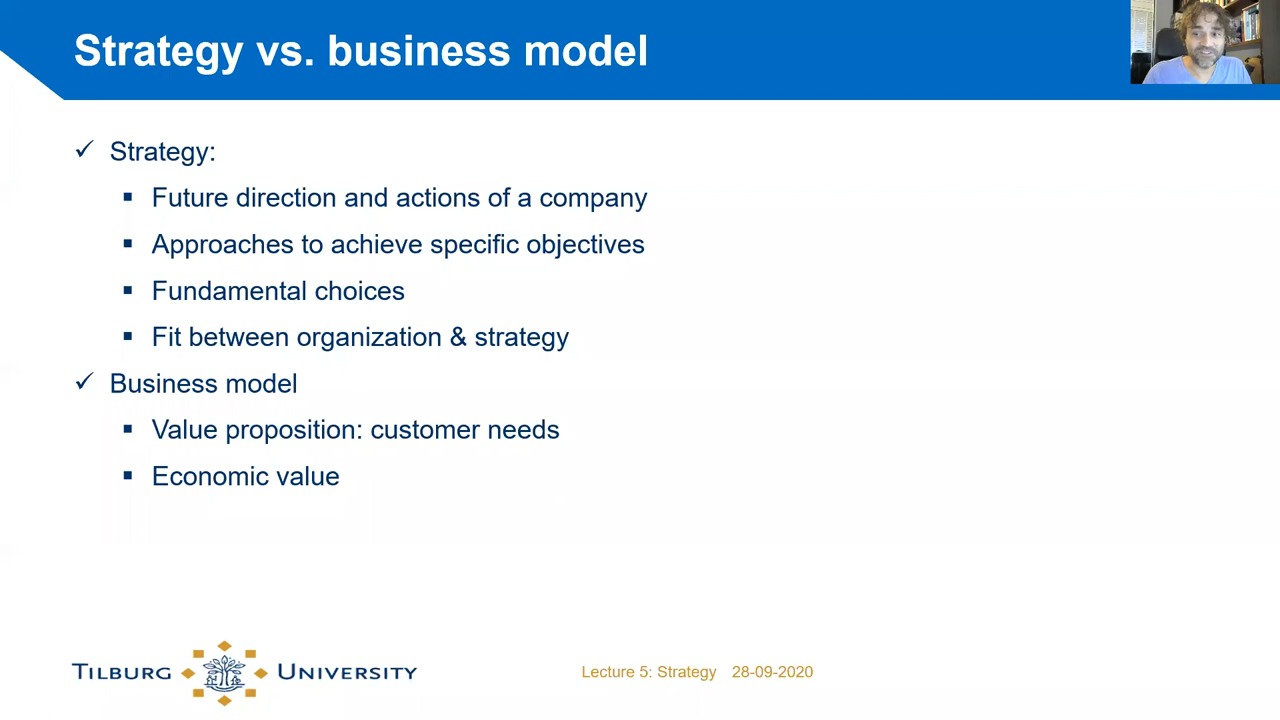 Strategy vs. business model
✓ Strategy:
▪ Future direction and actions of a company
▪ Approaches to achieve specific objectives
▪ Fundamental choices
▪ Fit between organization & strategy
✓ Business model
▪ Value proposition: customer needs
▪ Economic value
TILBURG UNIVERSITY
Lecture 5: Strategy 28-09-2020